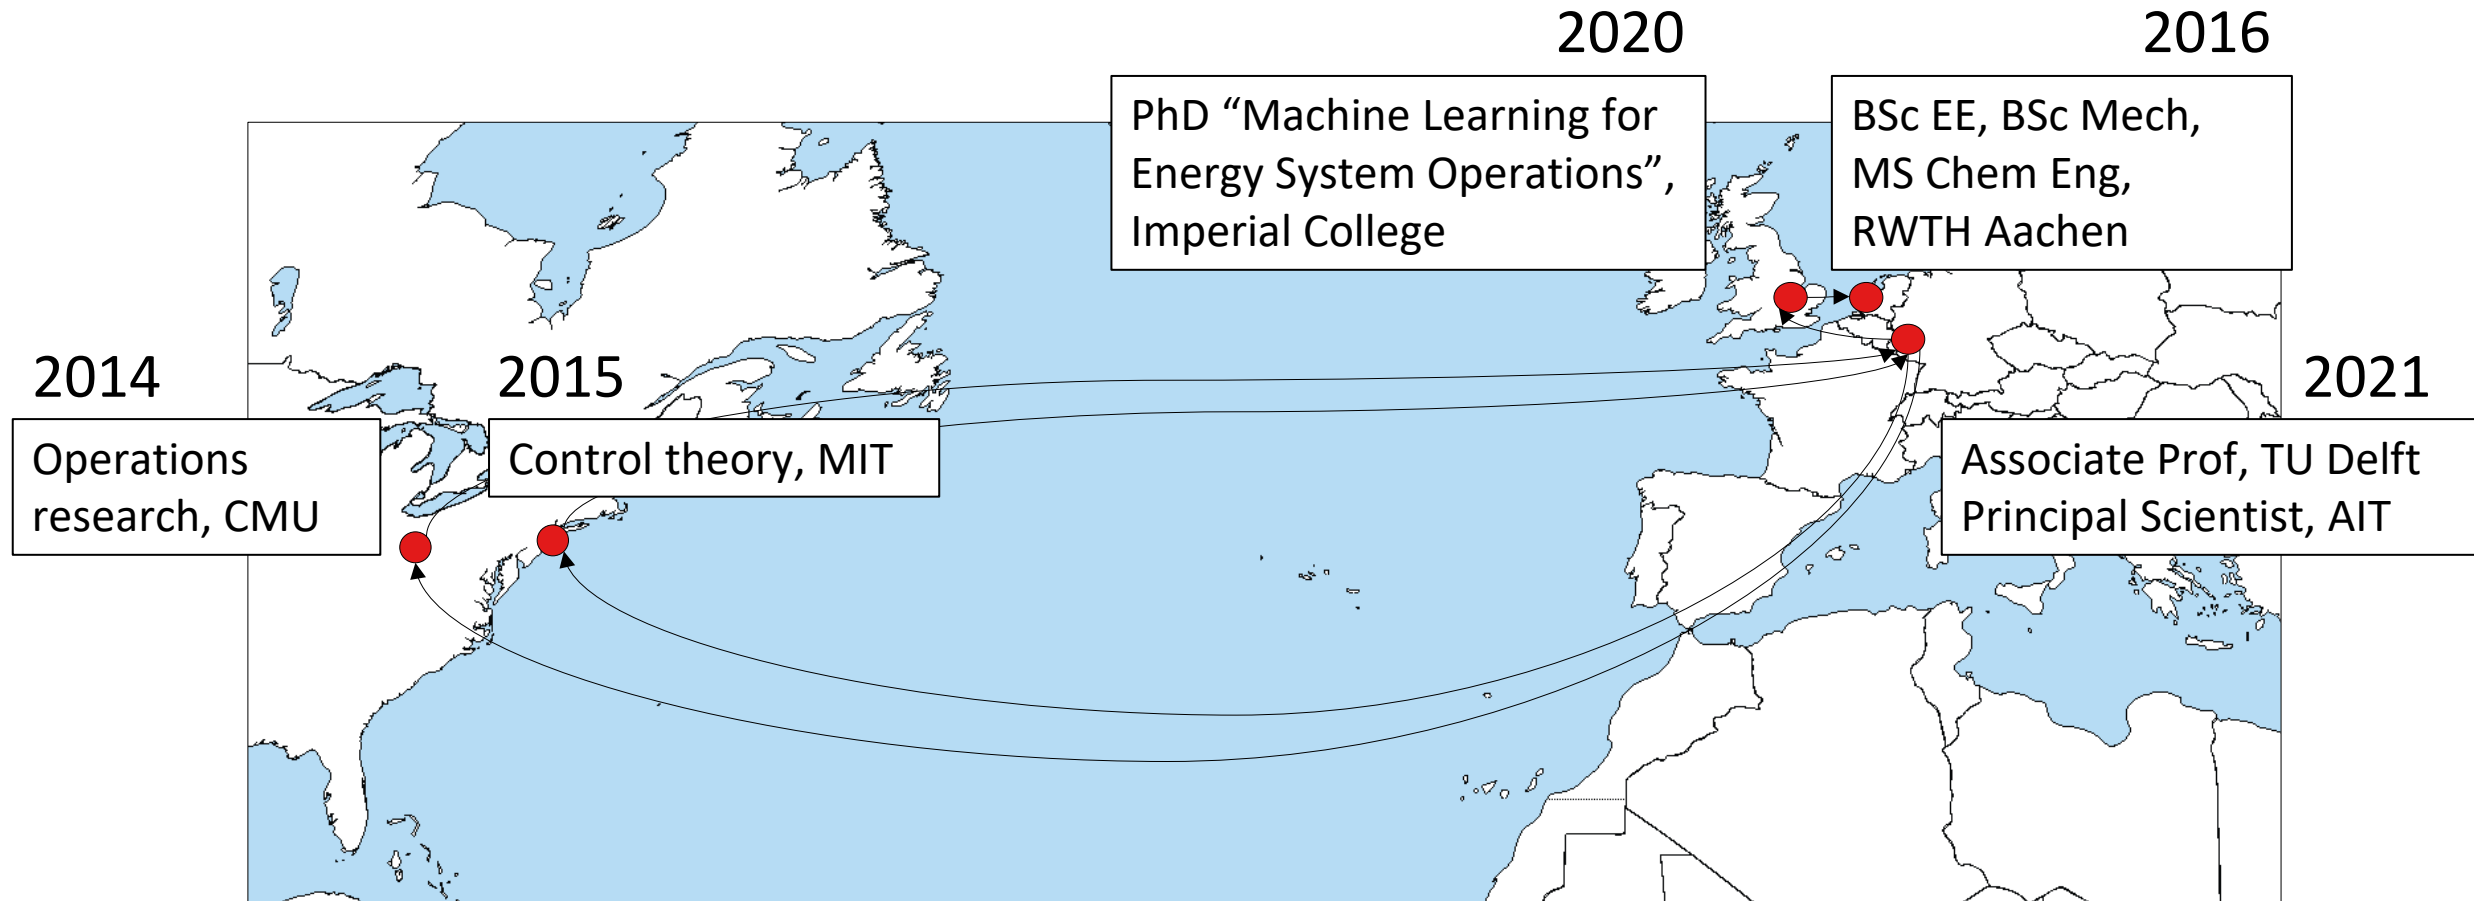 2020
PhD “Machine Learning for
Energy System Operations”,
Imperial College
2016
BSc EE, BSc Mech,
MS Chem Eng,
RWTH Aachen
2014
Operations
research, CMU
2015
Control theory, MIT
2021
Associate Prof, TU Delft
Principal Scientist, AIT